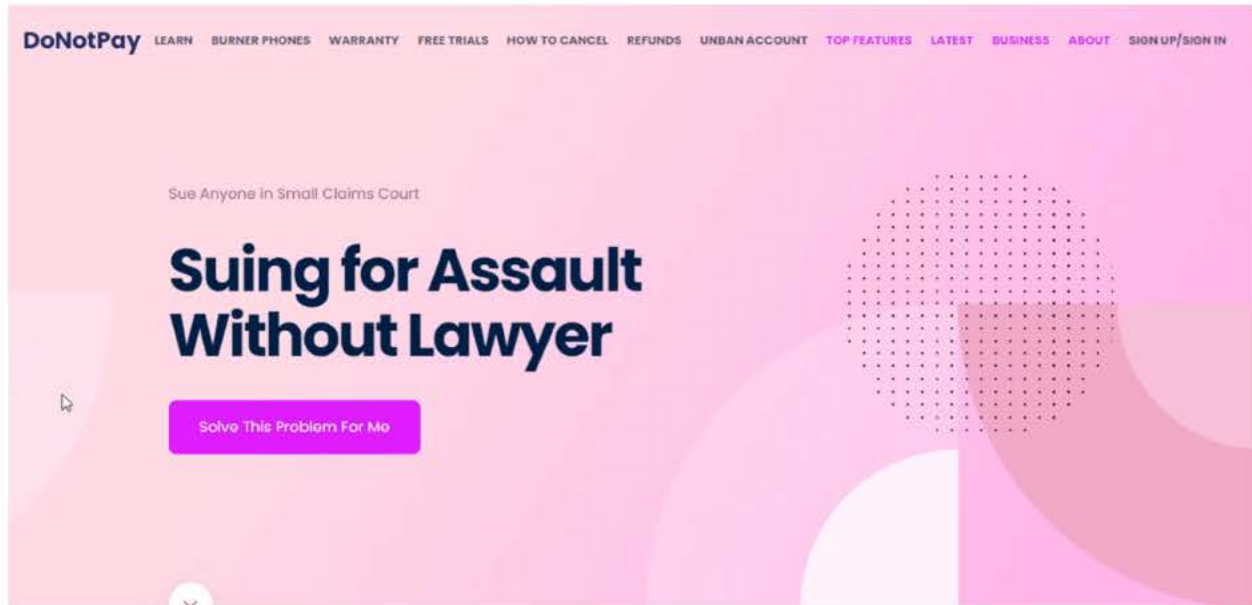 DoNotPay LEARN BURNER PHONES WARRANTY FREE TRIALS HOW TO CANCEL REFUNDS UNBAN ACCOUNT TOP FEATURES LATEST BUSINESS ABOUT SIGN UP/SIGN IN
Sue Anyone in Small Claims Court
Suing for Assault
Without Lawyer
Solve This Problem For Me